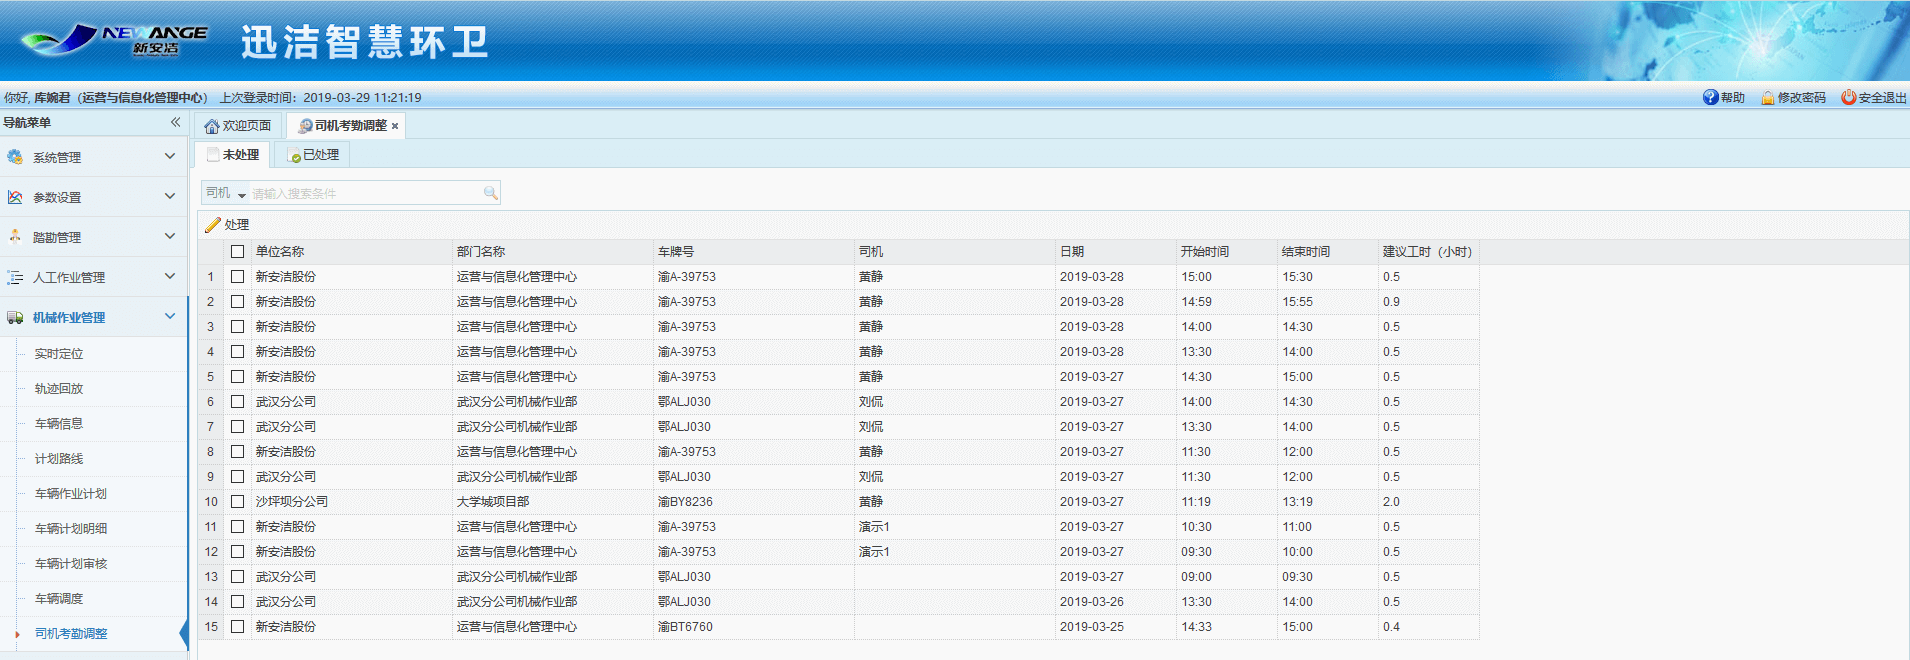 NEWANGE
新安洁
迅洁智慧环卫
你好, 库婉君（运营与信息化管理中心） 上次登录时间：2019-03-29 11:21:19
帮助 修改密码 安全退出
导航菜单
系统管理
参数设置
踏勘管理
人工作业管理
机械作业管理
实时定位
轨迹回放
车辆信息
计划路线
车辆作业计划
车辆计划明细
车辆计划审核
车辆调度
司机考勤调整
欢迎页面 司机考勤调整
未处理 已处理
司机 请输入搜索条件
处理
单位名称 部门名称 车牌号 司机 日期 开始时间 结束时间 建议工时（小时）
1 新安洁股份 运营与信息化管理中心 渝A-39753 黄静 2019-03-28 15:00 15:30 0.5
2 新安洁股份 运营与信息化管理中心 渝A-39753 黄静 2019-03-28 14:59 15:55 0.9
3 新安洁股份 运营与信息化管理中心 渝A-39753 黄静 2019-03-28 14:00 14:30 0.5
4 新安洁股份 运营与信息化管理中心 渝A-39753 黄静 2019-03-28 13:30 14:00 0.5
5 新安洁股份 运营与信息化管理中心 渝A-39753 黄静 2019-03-27 14:30 15:00 0.5
6 武汉分公司 武汉分公司机械作业部 鄂ALJ030 刘侃 2019-03-27 14:00 14:30 0.5
7 武汉分公司 武汉分公司机械作业部 鄂ALJ030 刘侃 2019-03-27 13:30 14:00 0.5
8 新安洁股份 运营与信息化管理中心 渝A-39753 黄静 2019-03-27 11:30 12:00 0.5
9 武汉分公司 武汉分公司机械作业部 鄂ALJ030 刘侃 2019-03-27 11:30 12:00 0.5
10 沙坪坝分公司 大学城项目部 渝BY8236 黄静 2019-03-27 11:19 13:19 2.0
11 新安洁股份 运营与信息化管理中心 渝A-39753 演示1 2019-03-27 10:30 11:00 0.5
12 新安洁股份 运营与信息化管理中心 渝A-39753 演示1 2019-03-27 09:30 10:00 0.5
13 武汉分公司 武汉分公司机械作业部 鄂ALJ030 2019-03-27 09:00 09:30 0.5
14 武汉分公司 武汉分公司机械作业部 鄂ALJ030 2019-03-26 13:30 14:00 0.5
15 新安洁股份 运营与信息化管理中心 渝BT6760 2019-03-25 14:33 15:00 0.4